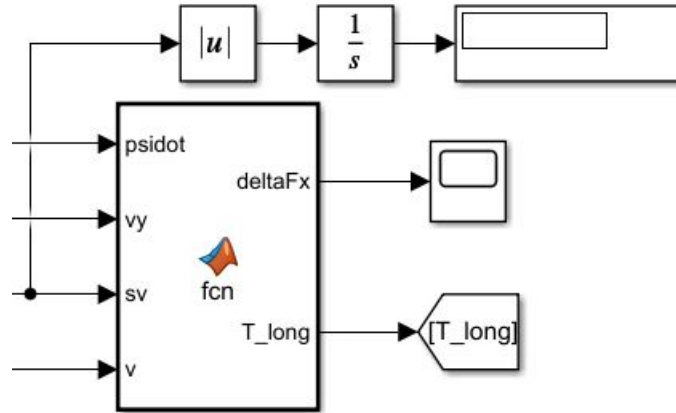 |u|
1
s
psidot
deltaFx
vy
fcn
sv
T_long
[T_long]
v